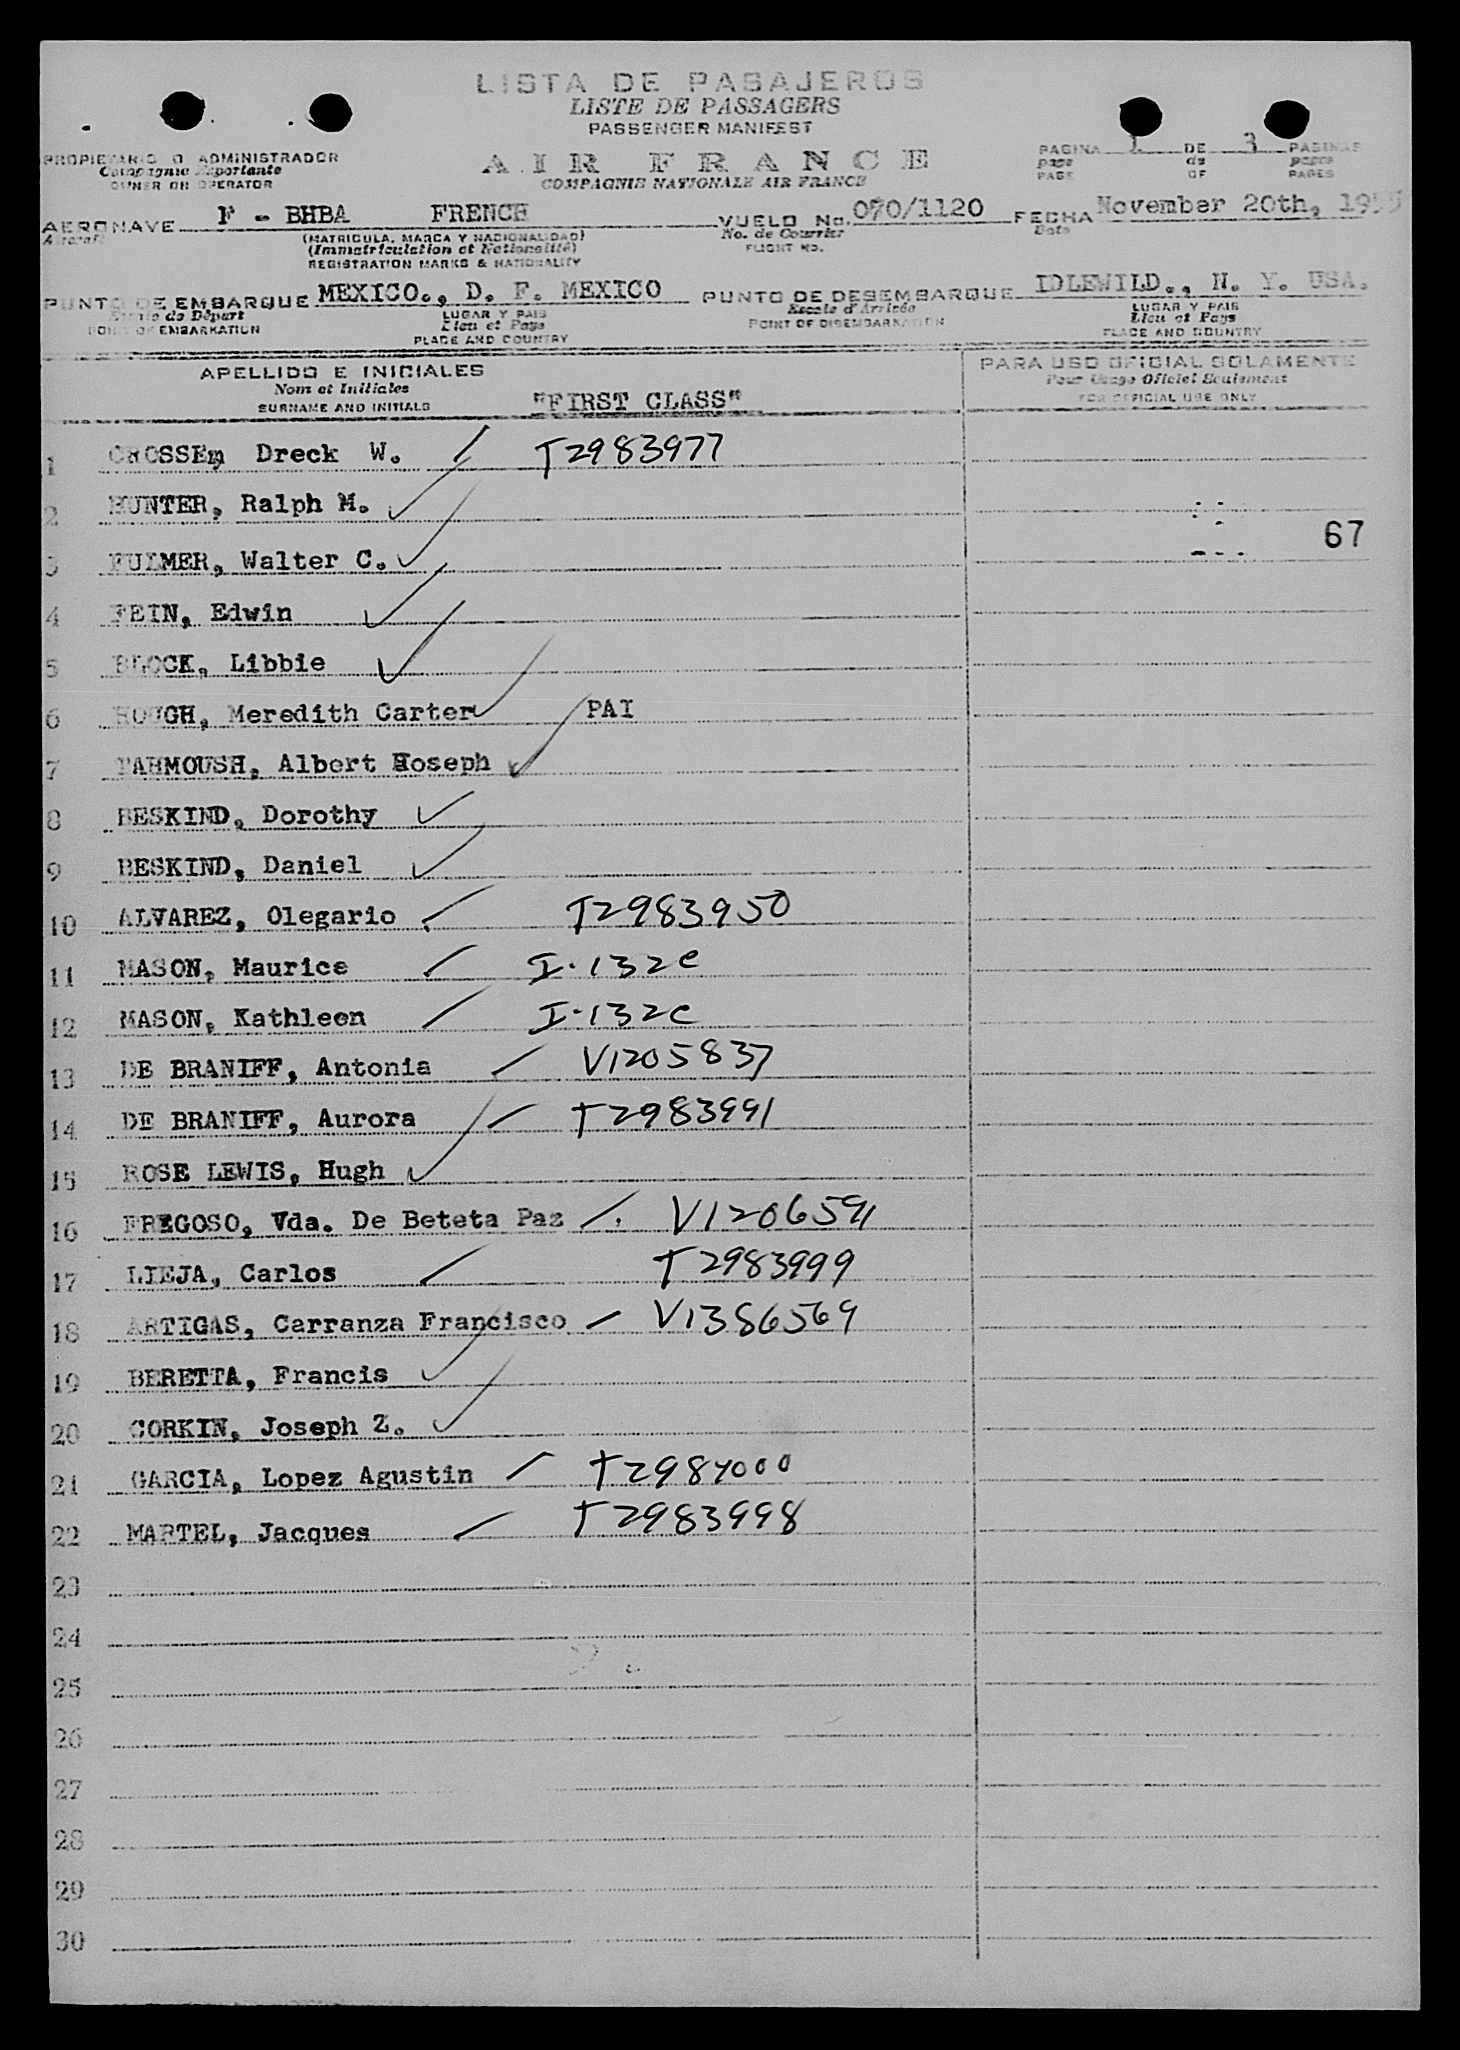 LISTA DE PASAJEROS
LISTE DE PASSAGERS
PASSENGER MANIFEST
PROPIETARIO O ADMINISTRADOR
Compagnie Exportante
OWNER OR OPERATOR
AIR FRANCE
COMPAGNIE NATIONALE AIR FRANCE
PAGINA 1 DE 3 PAGINAS
page de pages
PAGE OF PAGES
AERONAVE F - BHBA FRENCH VUELO No. 070/1120 FECHA November 20th, 1955
Aircraft (MATRICULA, MARCA Y NACIONALIDAD) No. de Courrier Date
(Immatriculation et Nationalité) FLIGHT NO.
REGISTRATION MARKS & NATIONALITY
PUNTO DE EMBARQUE MEXICO., D. F. MEXICO PUNTO DE DESEMBARQUE IDLEWILD., N. Y. USA.
Escale de Départ LUGAR Y PAIS Escale d'Arrivée LUGAR Y PAIS
POINT OF EMBARKATION Lieu et Pays POINT OF DISEMBARKATION Lieu et Pays
PLACE AND COUNTRY PLACE AND COUNTRY
APELLIDO E INICIALES PARA USO OFICIAL SOLAMENTE
Nom et Initiales Pour Usage Officiel Seulement
SURNAME AND INITIALS "FIRST CLASS" FOR OFFICIAL USE ONLY
1 Dreck W. T2983977
2 HUNTER, Ralph M.
67
3 FULMER, Walter C.
4 FEIN, Edwin
5 BLOCK, Libbie
6 HOUGH, Meredith Carter PAI
7 TAHMOUSH, Albert Hoseph
8 BESKIND, Dorothy
9 BESKIND, Daniel
10 ALVAREZ, Olegario T2983950
11 MASON, Maurice I-132c
12 MASON, Kathleen I-132c
13 DE BRANIFF, Antonia V1205837
14 DE BRANIFF, Aurora T2983991
15 ROSE LEWIS, Hugh
16 FREGOSO, Vda. De Beteta Paz V1206591
17 LIEJA, Carlos T2983999
18 ARTIGAS, Carranza Francisco V1386569
19 BERETTA, Francis
20 CORKIN, Joseph Z.
21 GARCIA, Lopez Agustin T2984000
22 MARTEL, Jacques T2983998
23
24
25
26
27
28
29
30